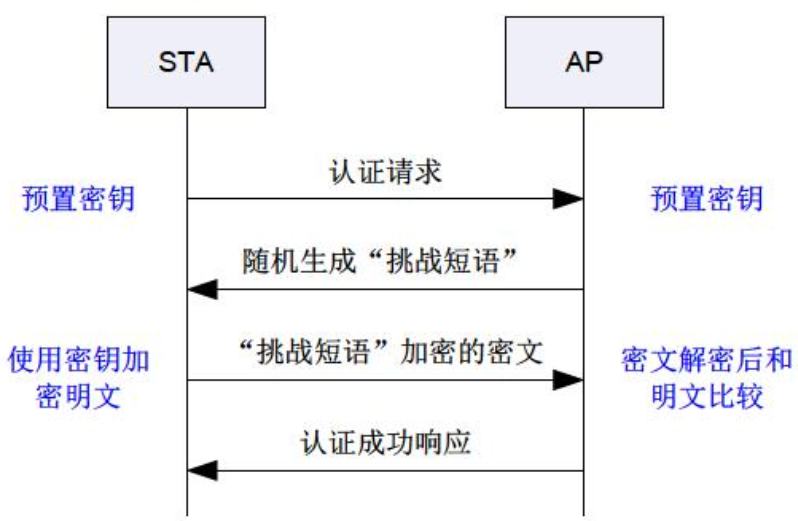 STA
AP
认证请求
预置密钥
预置密钥
随机生成“挑战短语”
“挑战短语”加密的密文
使用密钥加
密明文
密文解密后和
明文比较
认证成功响应